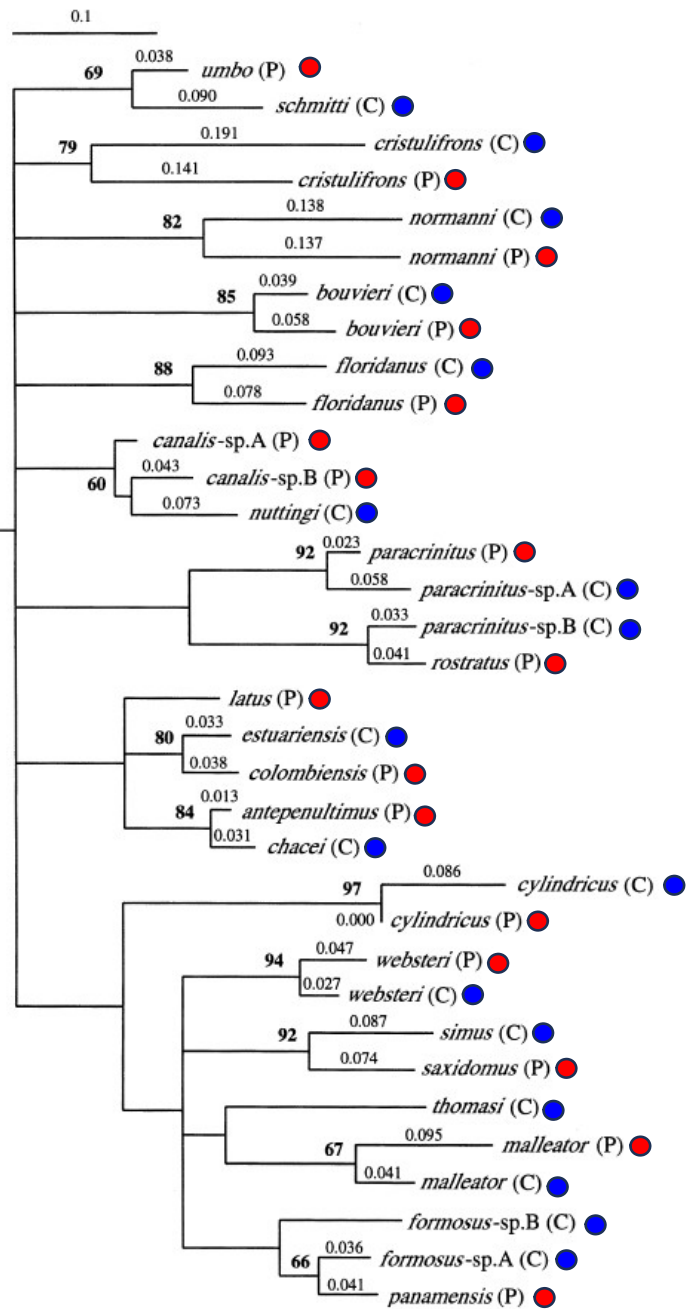 0.1
0.038
69
umbo (P)
0.090
schmitti (C)
0.191
cristulifrons (C)
79
0.141
cristulifrons (P)
0.138
normanni (C)
82
0.137
normanni (P)
0.039
bouvieri (C)
85
0.058
bouvieri (P)
0.093
floridanus (C)
88
0.078
floridanus (P)
canalis-sp.A (P)
0.043
canalis-sp.B (P)
60
0.073
nuttingi (C)
0.023
92
paracrinitus (P)
0.058
paracrinitus-sp.A (C)
0.033
92
paracrinitus-sp.B (C)
0.041
rostratus (P)
latus (P)
0.033
80
estuariensis (C)
0.038
colombiensis (P)
0.013
84
antepenultimus (P)
0.031
chacei (C)
0.086
97
cylindricus (C)
0.000
cylindricus (P)
0.047
94
websteri (P)
0.027
websteri (C)
0.087
92
simus (C)
0.074
saxidomus (P)
thomasi (C)
0.095
67
malleator (P)
0.041
malleator (C)
formosus-sp.B (C)
0.036
66
formosus-sp.A (C)
0.041
panamensis (P)